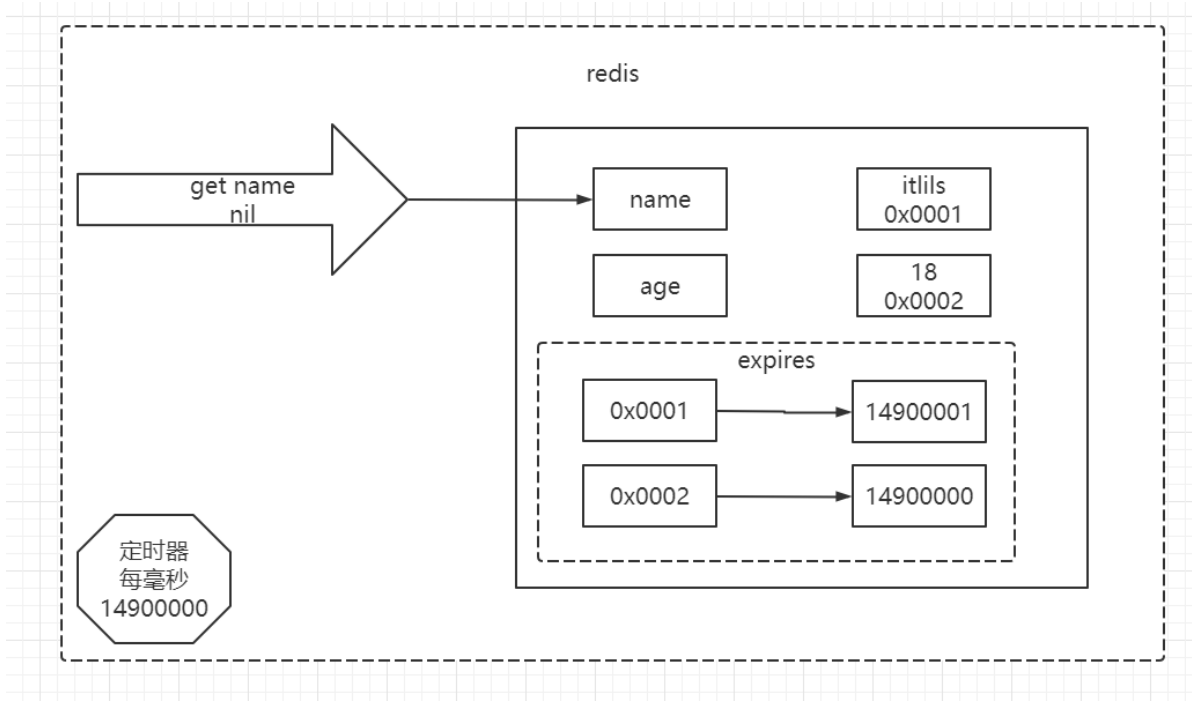 redis
get name
nil
name
itlils
0x0001
age
18
0x0002
expires
0x0001
14900001
0x0002
14900000
定时器
每毫秒
14900000